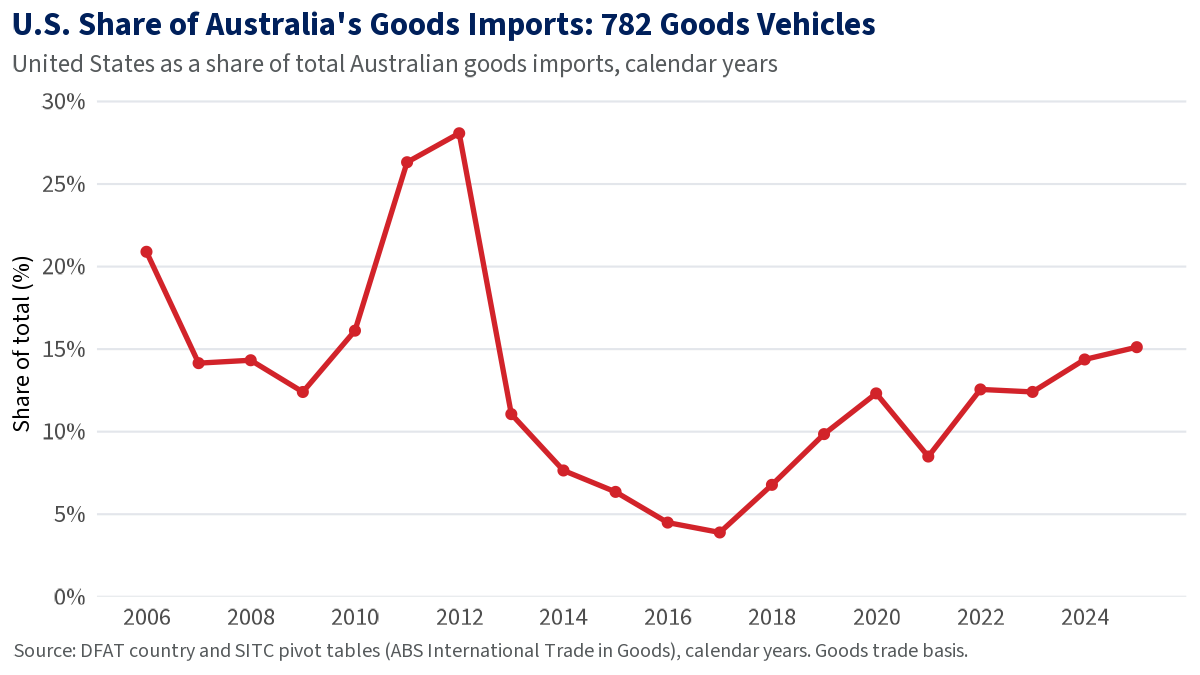 U.S. Share of Australia's Goods Imports: 782 Goods Vehicles
United States as a share of total Australian goods imports, calendar years
Share of total (%)
30%
25%
20%
15%
10%
5%
0%
2006 2008 2010 2012 2014 2016 2018 2020 2022 2024
Source: DFAT country and SITC pivot tables (ABS International Trade in Goods), calendar years. Goods trade basis.